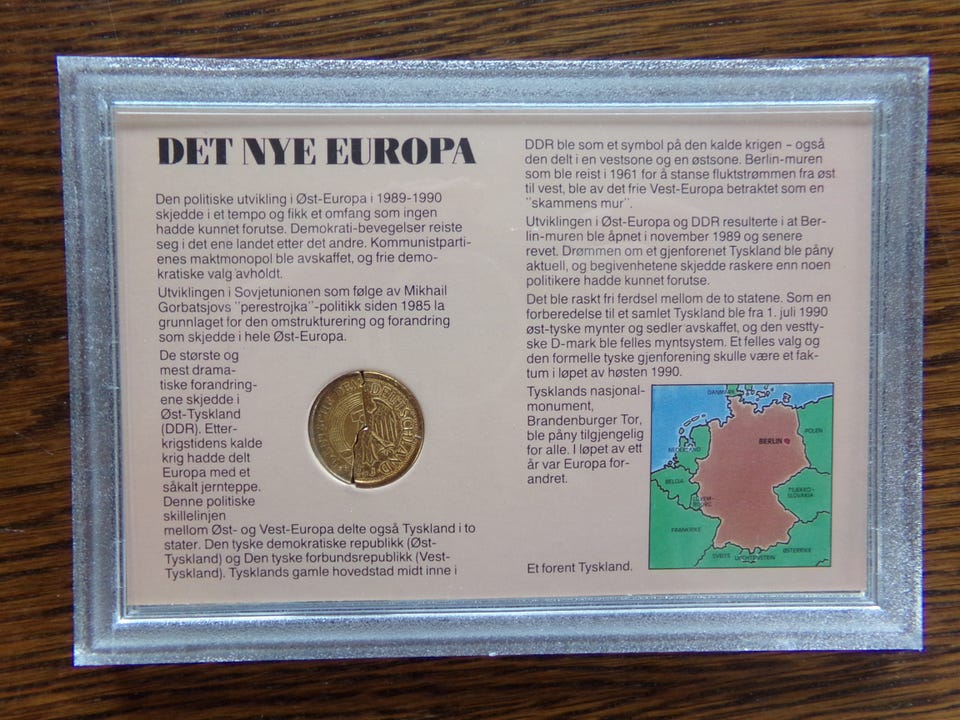 DET NYE EUROPA
Den politiske utvikling i Øst-Europa i 1989-1990
skjedde i et tempo og fikk et omfang som ingen
hadde kunnet forutse. Demokrati-bevegelser reiste
seg i det ene landet etter det andre. Kommunistparti-
enes maktmonopol ble avskaffet, og frie demo-
kratiske valg avholdt.
Utviklingen i Sovjetunionen som følge av Mikhail
Gorbatsjovs "perestrojka"-politikk siden 1985 la
grunnlaget for den omstrukturering og forandring
som skjedde i hele Øst-Europa.
De største og
mest drama-
tiske forandring-
ene skjedde i
Øst-Tyskland
(DDR). Etter-
krigstidens kalde
krig hadde delt
Europa med et
såkalt jernteppe.
Denne politiske
skillelinjen
mellom Øst- og Vest-Europa delte også Tyskland i to
stater. Den tyske demokratiske republikk (Øst-
Tyskland) og Den tyske forbundsrepublikk (Vest-
Tyskland). Tysklands gamle hovedstad midt inne i
DEUTSCHLAND
DDR ble som et symbol på den kalde krigen – også
den delt i en vestsone og en østsone. Berlin-muren
som ble reist i 1961 for å stanse fluktstrømmen fra øst
til vest, ble av det frie Vest-Europa betraktet som en
"skammens mur".
Utviklingen i Øst-Europa og DDR resulterte i at Ber-
lin-muren ble åpnet i november 1989 og senere
revet. Drømmen om et gjenforenet Tyskland ble påny
aktuell, og begivenhetene skjedde raskere enn noen
politikere hadde kunnet forutse.
Det ble raskt fri ferdsel mellom de to statene. Som en
forberedelse til et samlet Tyskland ble fra 1. juli 1990
øst-tyske mynter og sedler avskaffet, og den vestty-
ske D-mark ble felles myntsystem. Et felles valg og
den formelle tyske gjenforening skulle være et fak-
tum i løpet av høsten 1990.
Tysklands nasjonal-
monument,
Brandenburger Tor,
ble påny tilgjengelig
for alle. I løpet av ett
år var Europa for-
andret.
Et forent Tyskland.
DANMARK
BERLIN
POLEN
NEDERLAND
BELGIA
LUXEM-
BOURG
TSJEKKO-
SLOVAKIA
FRANKRIKE
SVEITS
LIECHTENSTEIN
ØSTERRIKE